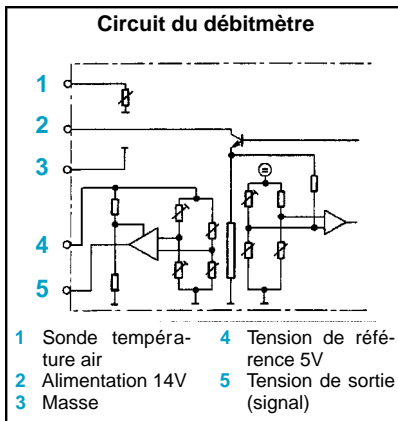 Circuit du débitmètre
1
2
3
4
5
1 Sonde tempéra-
ture air
2 Alimentation 14V
3 Masse
4 Tension de réfé-
rence 5V
5 Tension de sortie
(signal)